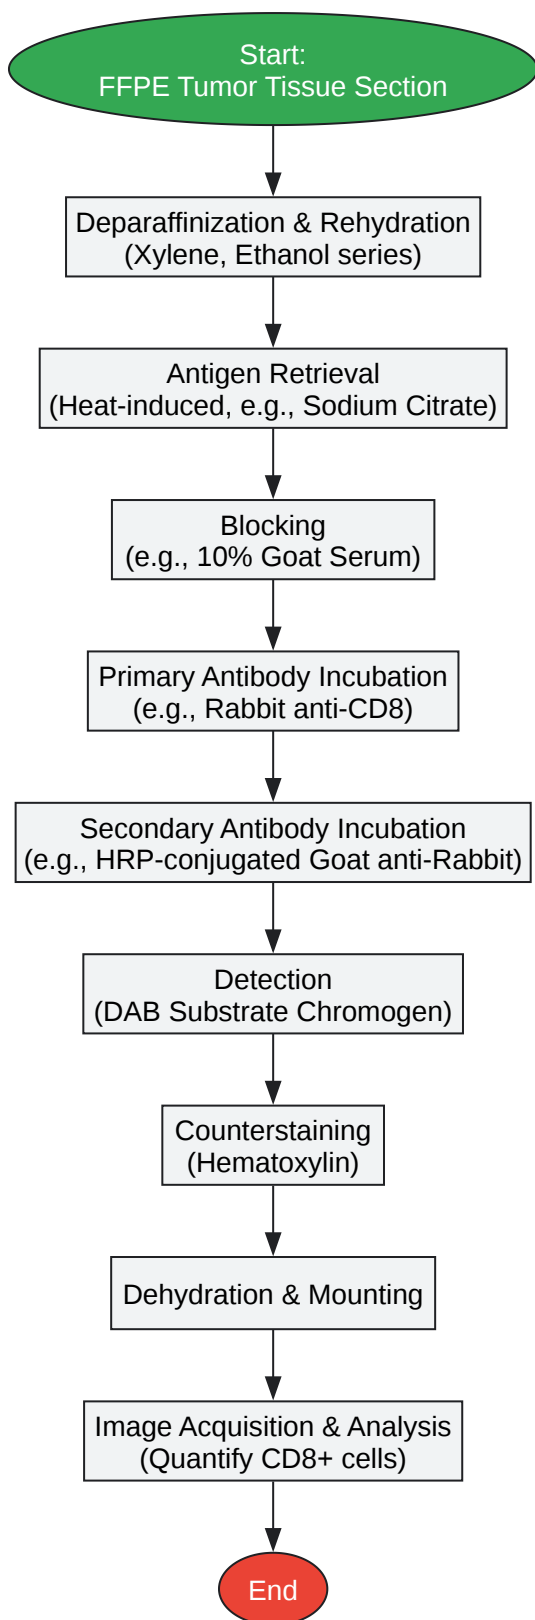 Start:
FFPE Tumor Tissue Section
Deparaffinization & Rehydration
(Xylene, Ethanol series)
Antigen Retrieval
(Heat-induced, e.g., Sodium Citrate)
Blocking
(e.g., 10% Goat Serum)
Primary Antibody Incubation
(e.g., Rabbit anti-CD8)
Secondary Antibody Incubation
(e.g., HRP-conjugated Goat anti-Rabbit)
Detection
(DAB Substrate Chromogen)
Counterstaining
(Hematoxylin)
Dehydration & Mounting
Image Acquisition & Analysis
(Quantify CD8+ cells)
End